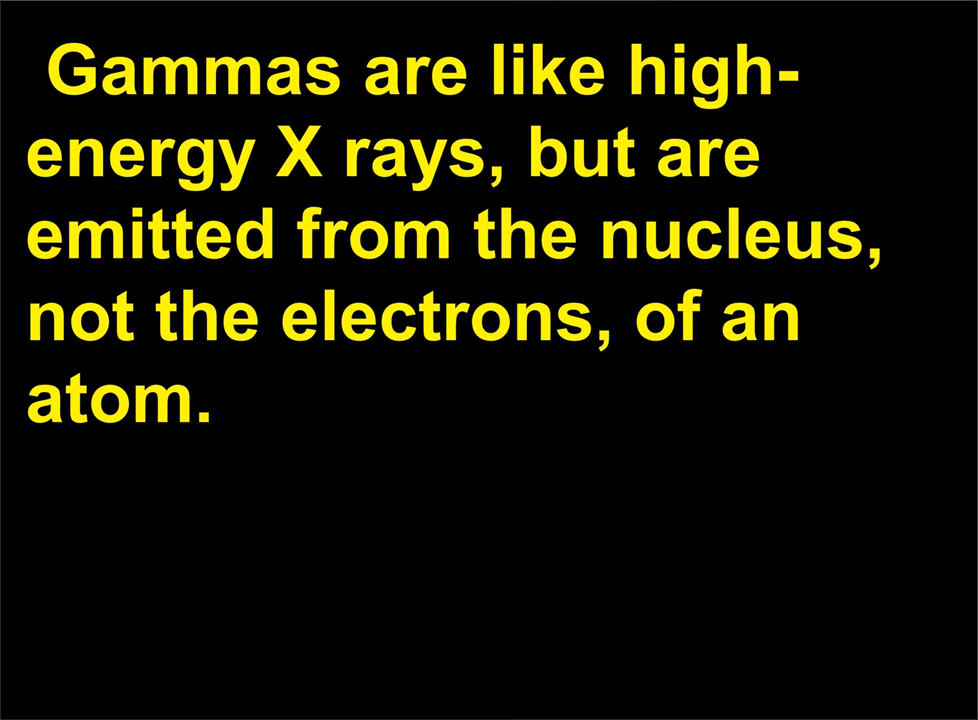 Gammas are like high-
energy X rays, but are
emitted from the nucleus,
not the electrons, of an
atom.